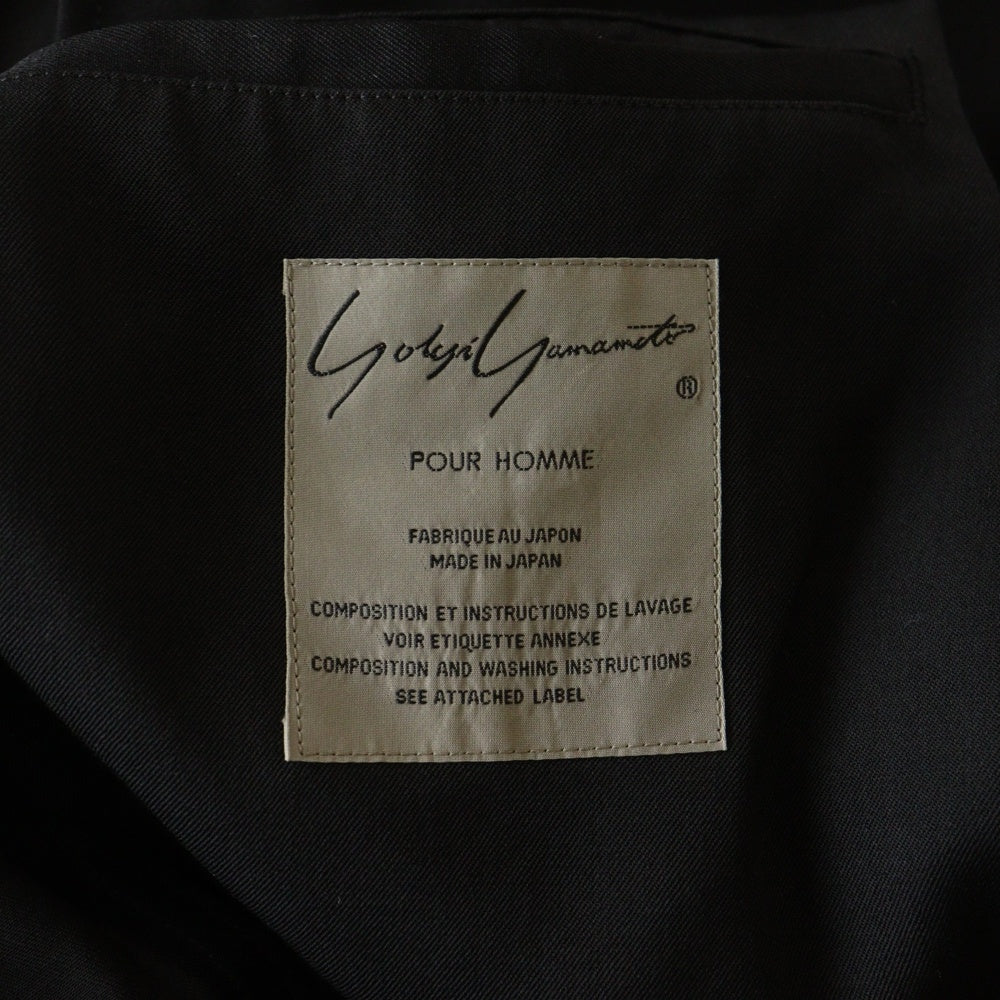 Yohji Yamamoto
®
POUR HOMME
FABRIQUE AU JAPON
MADE IN JAPAN
COMPOSITION ET INSTRUCTIONS DE LAVAGE
VOIR ETIQUETTE ANNEXE
COMPOSITION AND WASHING INSTRUCTIONS
SEE ATTACHED LABEL